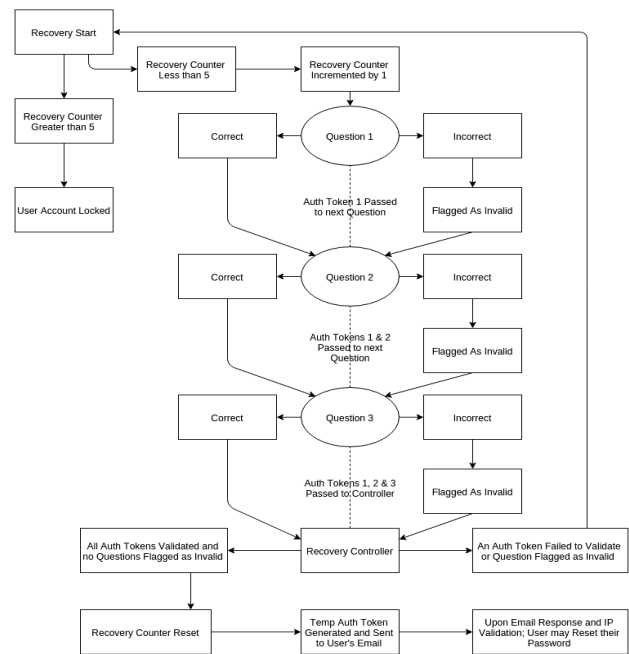 Recovery Start
Recovery Counter
Less than 5
Recovery Counter
Incremented by 1
Recovery Counter
Greater than 5
User Account Locked
Correct
Question 1
Incorrect
Auth Token 1 Passed
to next Question
Flagged As Invalid
Correct
Question 2
Incorrect
Auth Tokens 1 & 2
Passed to next
Question
Flagged As Invalid
Correct
Question 3
Incorrect
Auth Tokens 1, 2 & 3
Passed to Controller
Flagged As Invalid
All Auth Tokens Validated and
no Questions Flagged as Invalid
Recovery Controller
An Auth Token Failed to Validate
or Question Flagged as Invalid
Recovery Counter Reset
Temp Auth Token
Generated and Sent
to User's Email
Upon Email Response and IP
Validation; User may Reset their
Password